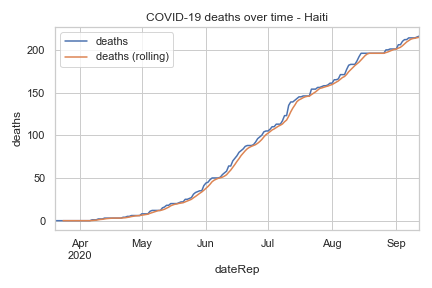 COVID-19 deaths over time - Haiti
deaths
deaths (rolling)
deaths
200
150
100
50
0
Apr
2020
May
Jun
Jul
Aug
Sep
dateRep